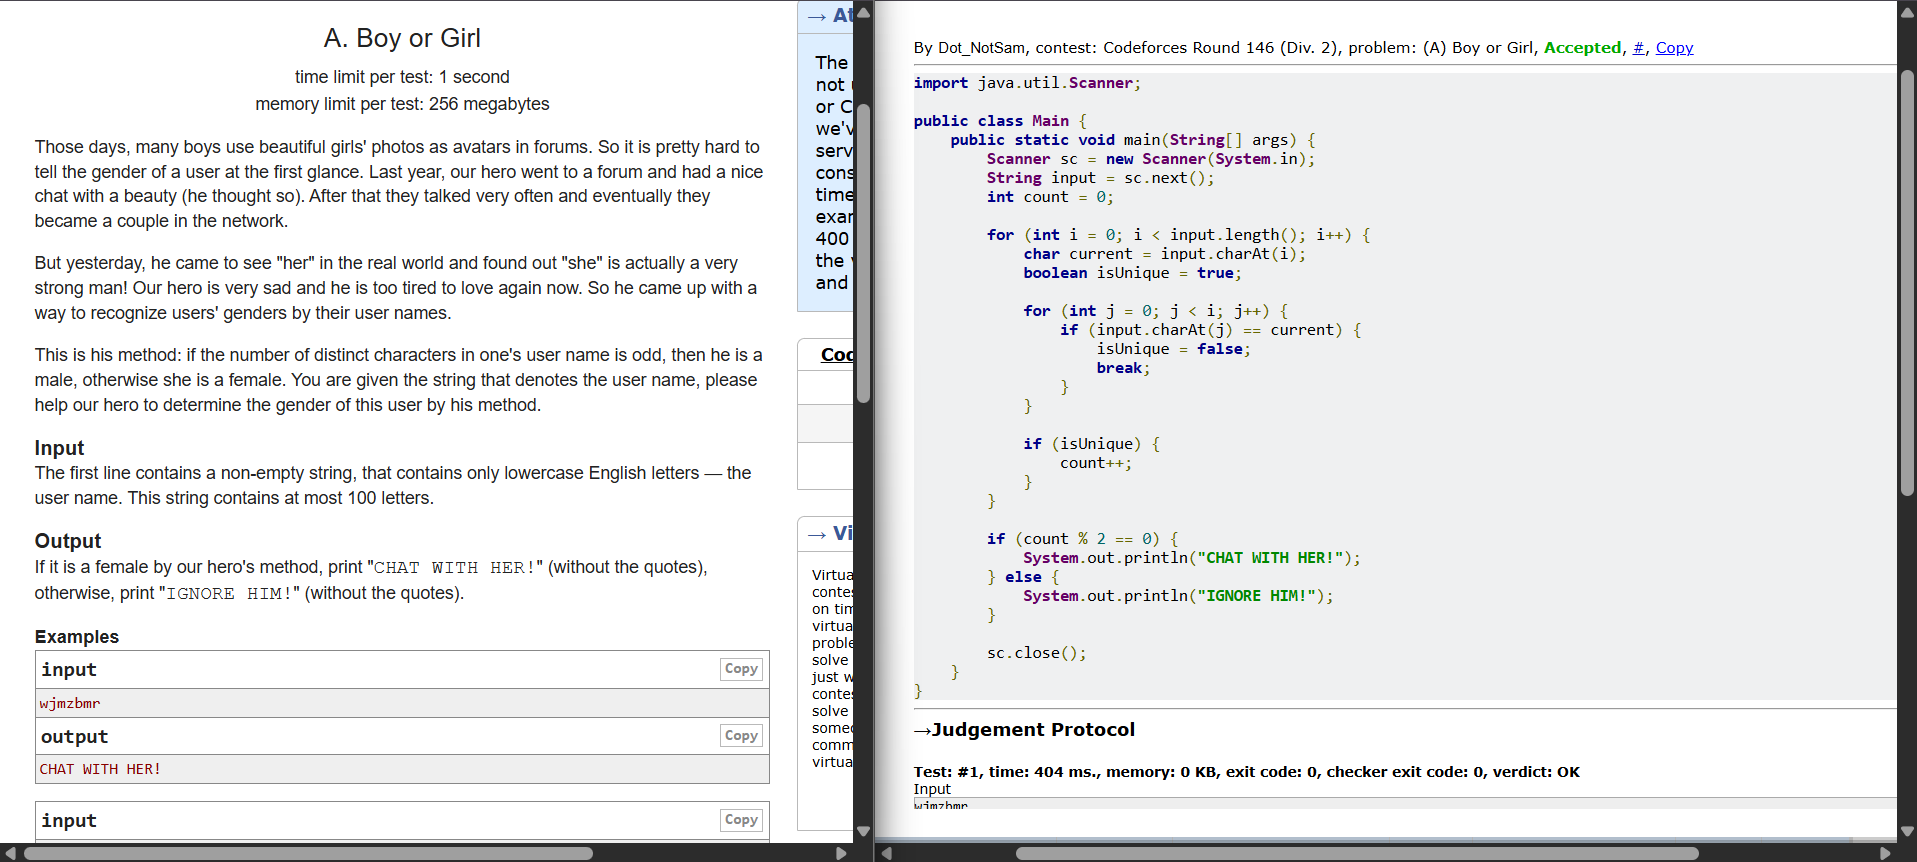 A. Boy or Girl
time limit per test: 1 second
memory limit per test: 256 megabytes
Those days, many boys use beautiful girls' photos as avatars in forums. So it is pretty hard to
tell the gender of a user at the first glance. Last year, our hero went to a forum and had a nice
chat with a beauty (he thought so). After that they talked very often and eventually they
became a couple in the network.
But yesterday, he came to see "her" in the real world and found out "she" is actually a very
strong man! Our hero is very sad and he is too tired to love again now. So he came up with a
way to recognize users' genders by their user names.
This is his method: if the number of distinct characters in one's user name is odd, then he is a
male, otherwise she is a female. You are given the string that denotes the user name, please
help our hero to determine the gender of this user by his method.
Input
The first line contains a non-empty string, that contains only lowercase English letters — the
user name. This string contains at most 100 letters.
Output
If it is a female by our hero's method, print "CHAT WITH HER!" (without the quotes),
otherwise, print "IGNORE HIM!" (without the quotes).
Examples
input
Copy
wjmzbmr
output
Copy
CHAT WITH HER!
input
Copy
→ At
The
not
or C
we'v
serv
cons
time
exar
400
the
and
→ Vi
Virtua
conte
on tim
virtua
proble
solve
just w
conte
solve
some
comm
virtua
By Dot_NotSam, contest: Codeforces Round 146 (Div. 2), problem: (A) Boy or Girl, Accepted, #, Copy
import java.util.Scanner;
public class Main {
public static void main(String[] args) {
Scanner sc = new Scanner(System.in);
String input = sc.next();
int count = 0;
for (int i = 0; i < input.length(); i++) {
char current = input.charAt(i);
boolean isUnique = true;
for (int j = 0; j < i; j++) {
if (input.charAt(j) == current) {
isUnique = false;
break;
}
}
if (isUnique) {
count++;
}
}
if (count % 2 == 0) {
System.out.println("CHAT WITH HER!");
} else {
System.out.println("IGNORE HIM!");
}
sc.close();
}
}
→Judgement Protocol
Test: #1, time: 404 ms., memory: 0 KB, exit code: 0, checker exit code: 0, verdict: OK
Input
wjmzbmr